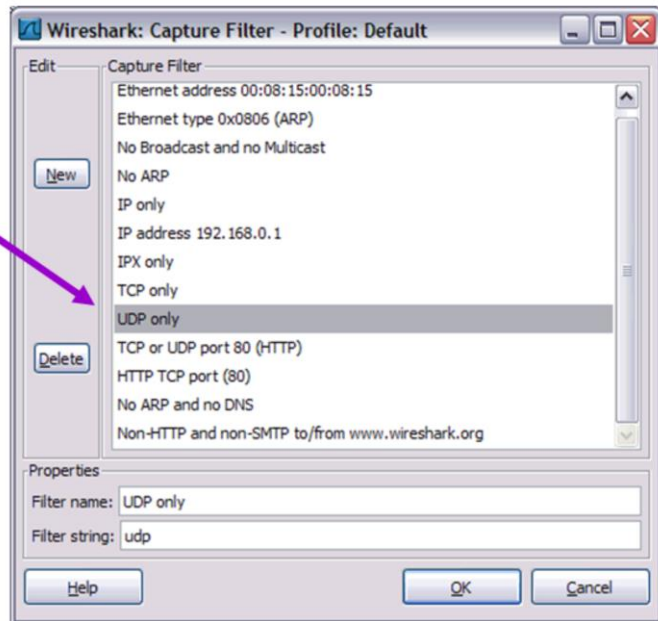 Wireshark: Capture Filter - Profile: Default
Edit
Capture Filter
New
Delete
Ethernet address 00:08:15:00:08:15
Ethernet type 0x0806 (ARP)
No Broadcast and no Multicast
No ARP
IP only
IP address 192.168.0.1
IPX only
TCP only
UDP only
TCP or UDP port 80 (HTTP)
HTTP TCP port (80)
No ARP and no DNS
Non-HTTP and non-SMTP to/from www.wireshark.org
Properties
Filter name: UDP only
Filter string: udp
Help OK Cancel